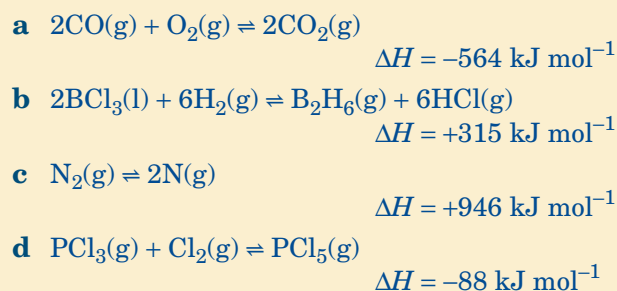 a 2CO(g) + O₂(g) ⇌ 2CO₂(g)
ΔH = –564 kJ mol⁻¹
b 2BCl₃(l) + 6H₂(g) ⇌ B₂H₆(g) + 6HCl(g)
ΔH = +315 kJ mol⁻¹
c N₂(g) ⇌ 2N(g)
ΔH = +946 kJ mol⁻¹
d PCl₃(g) + Cl₂(g) ⇌ PCl₅(g)
ΔH = –88 kJ mol⁻¹